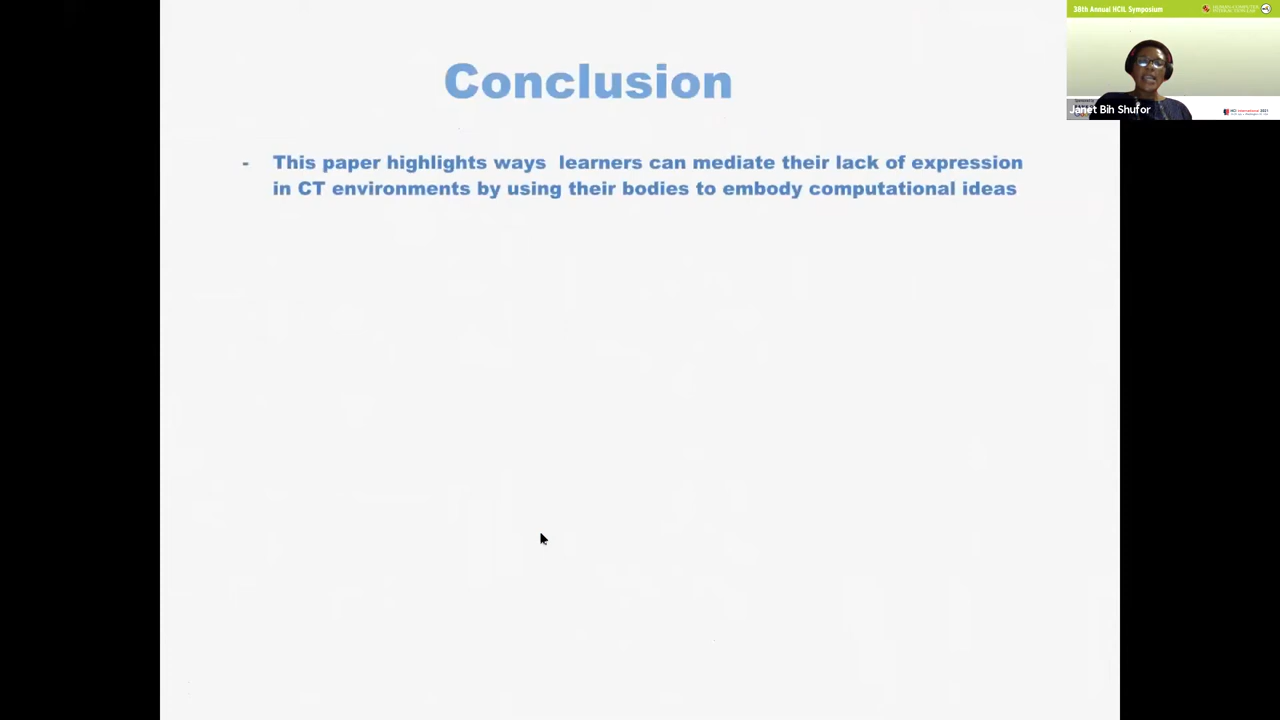 38th Annual HCIL Symposium
Conclusion
- This paper highlights ways  learners can mediate their lack of expression
in CT environments by using their bodies to embody computational ideas
Janet Bih Shufor